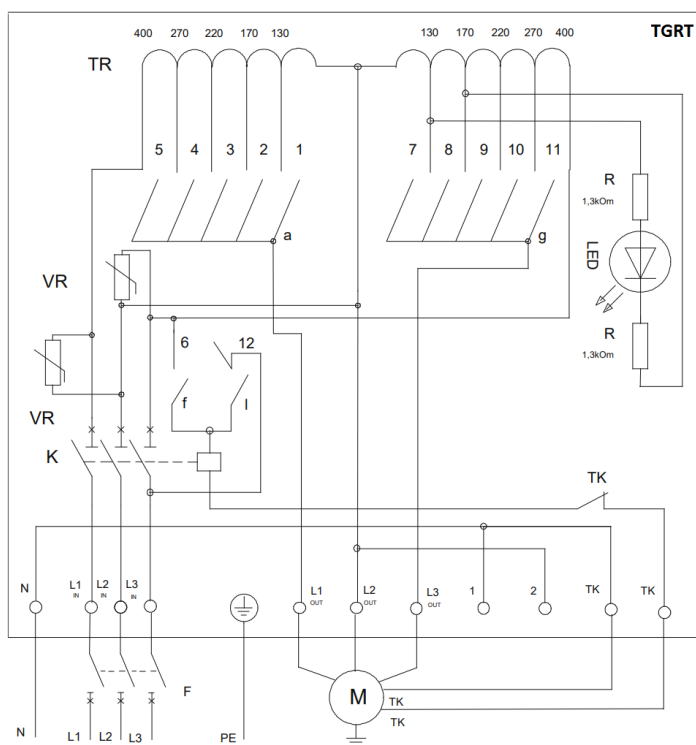 TGRT
400 270 220 170 130
130 170 220 270 400
TR
5 4 3 2 1
7 8 9 10 11
R
1,3kOm
a
g
LED
VR
R
1,3kOm
6 12
f l
VR
K
TK
N L1 IN L2 IN L3 IN L1 OUT L2 OUT L3 OUT 1 2 TK TK
F
M
TK
TK
N L1 L2 L3 PE